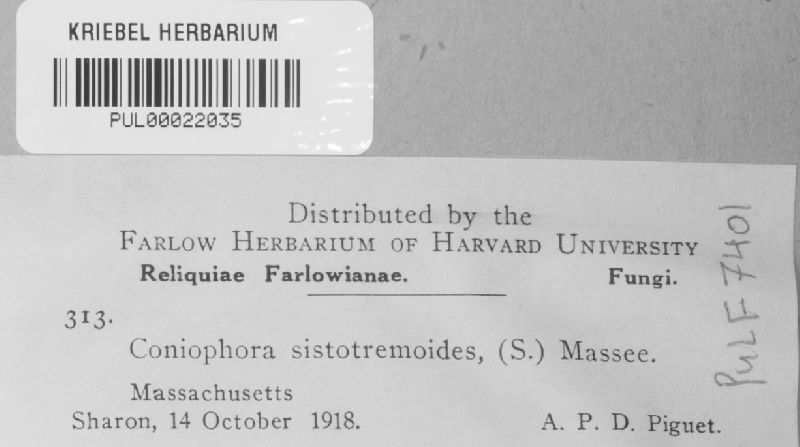 KRIEBEL HERBARIUM
PUL00022035
Distributed by the
FARLOW HERBARIUM OF HARVARD UNIVERSITY
Reliquiae Farlowianae. Fungi.
313.
Coniophora sistotremoides, (S.) Massee.
Massachusetts
Sharon, 14 October 1918. A. P. D. Piguet.
PUL F 7401